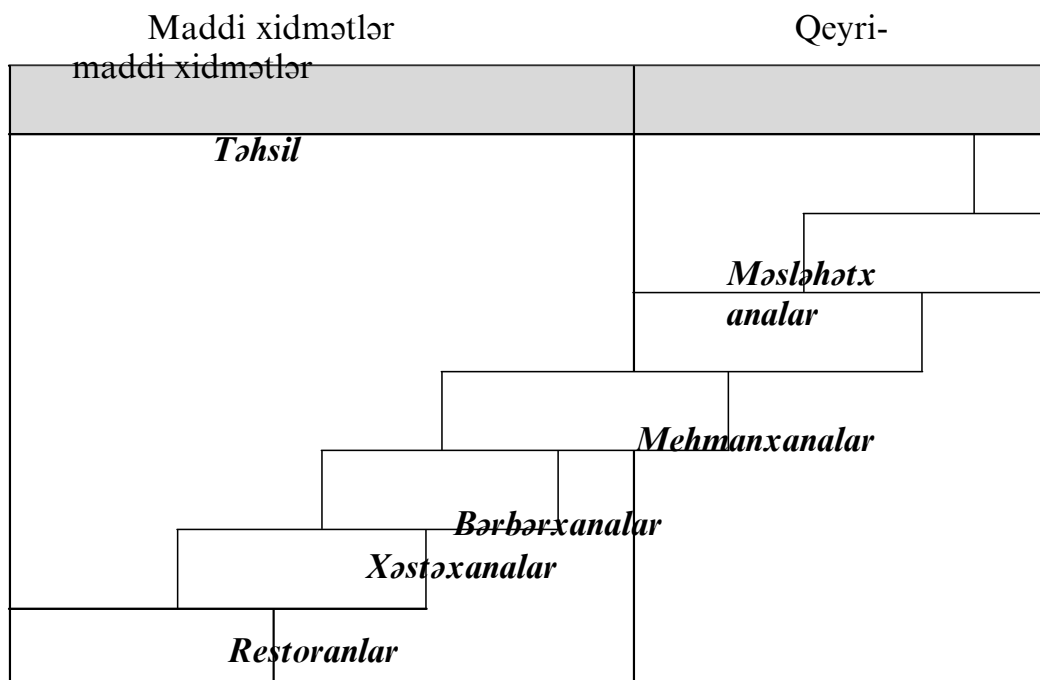 Maddi xidmətlər Qeyri-
maddi xidmətlər
Təhsil
Məsləhətx
analar
Mehmanxanalar
Bərbərxanalar
Xəstəxanalar
Restoranlar